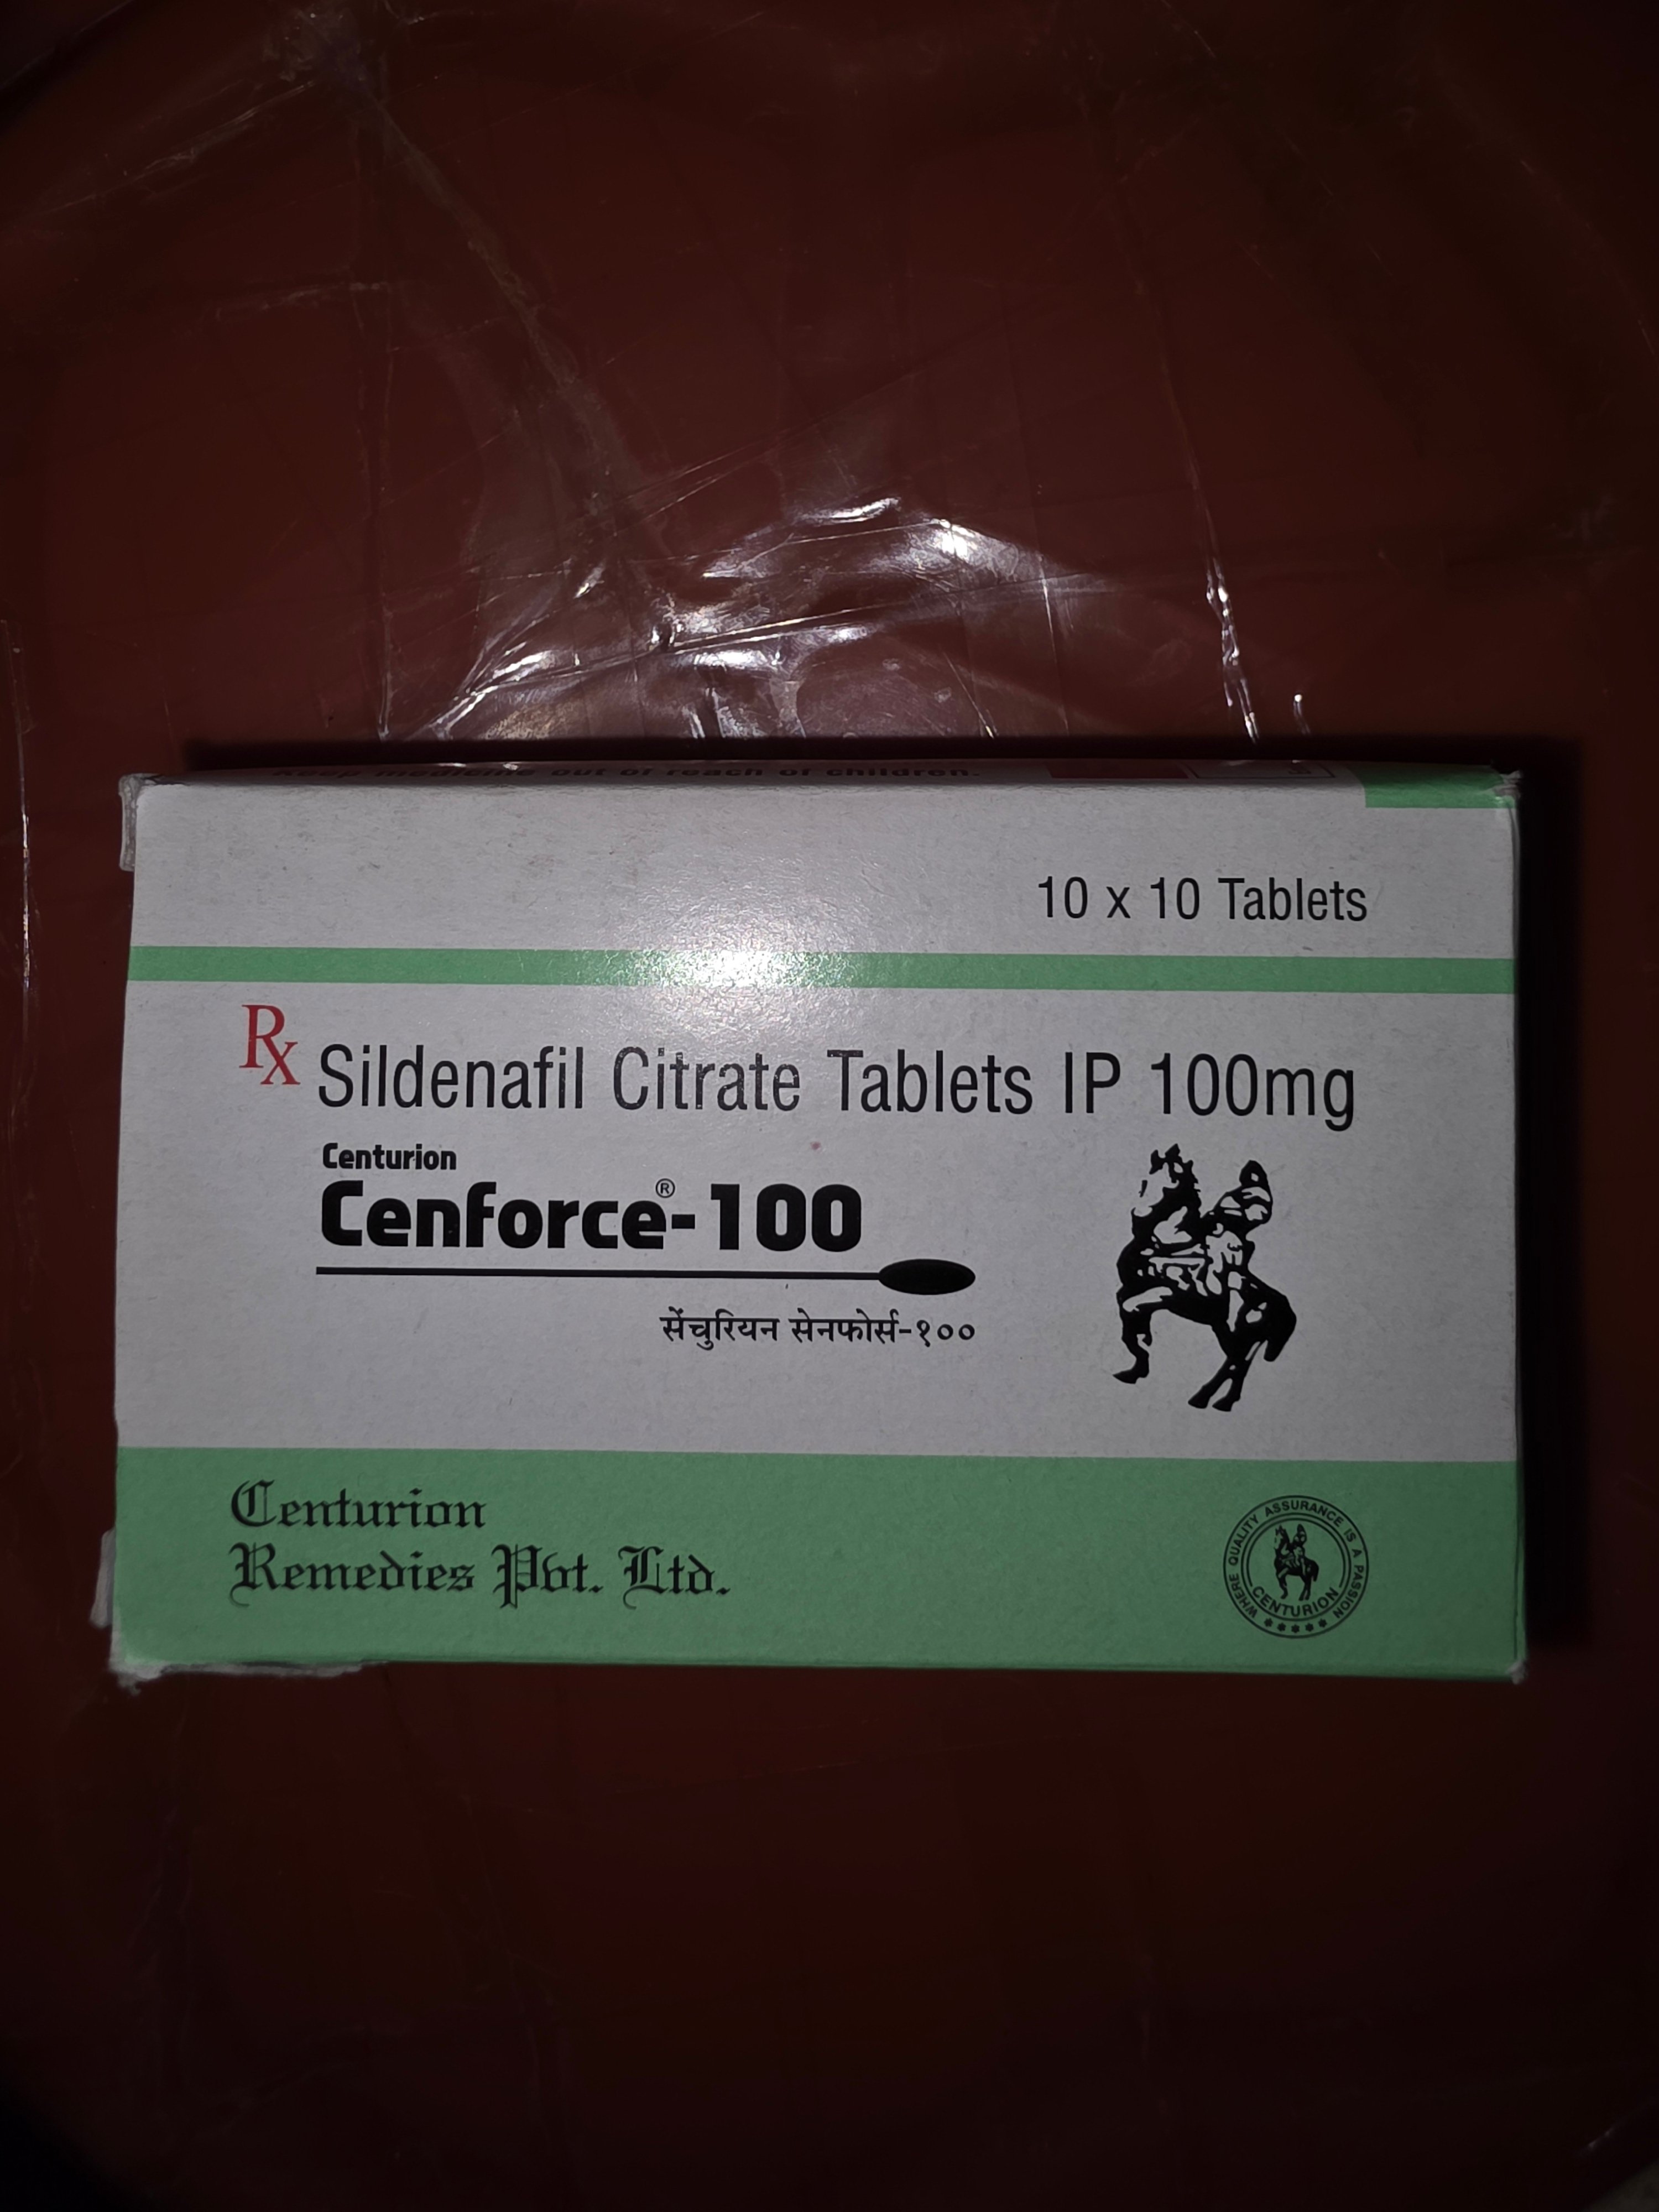 Keep medicine out of reach of children.
10 x 10 Tablets
Rx Sildenafil Citrate Tablets IP 100mg
Centurion
Cenforce®-100
सेंचुरियन सेनफोर्स-१००
Centurion
Remedies Pvt. Ltd.
WHERE QUALITY ASSURANCE IS A PASSION
CENTURION